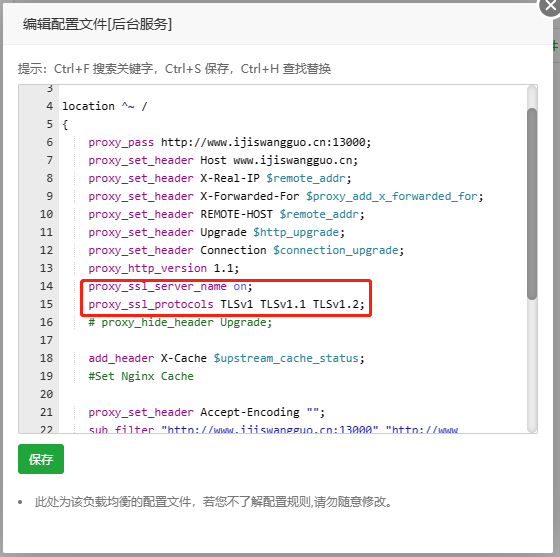 编辑配置文件[后台服务]
提示：Ctrl+F 搜索关键字，Ctrl+S 保存，Ctrl+H 查找替换
3
4 location ^~ /
5 {
6 proxy_pass http://www.ijiswangguo.cn:13000;
7 proxy_set_header Host www.ijiswangguo.cn;
8 proxy_set_header X-Real-IP $remote_addr;
9 proxy_set_header X-Forwarded-For $proxy_add_x_forwarded_for;
10 proxy_set_header REMOTE-HOST $remote_addr;
11 proxy_set_header Upgrade $http_upgrade;
12 proxy_set_header Connection $connection_upgrade;
13 proxy_http_version 1.1;
14 proxy_ssl_server_name on;
15 proxy_ssl_protocols TLSv1 TLSv1.1 TLSv1.2;
16 # proxy_hide_header Upgrade;
17
18 add_header X-Cache $upstream_cache_status;
19 #Set Nginx Cache
20
21 proxy_set_header Accept-Encoding "";
22 sub_filter "http://www.ijiswangguo.cn:13000" "http://www
保存
• 此处为该负载均衡的配置文件，若您不了解配置规则,请勿随意修改。